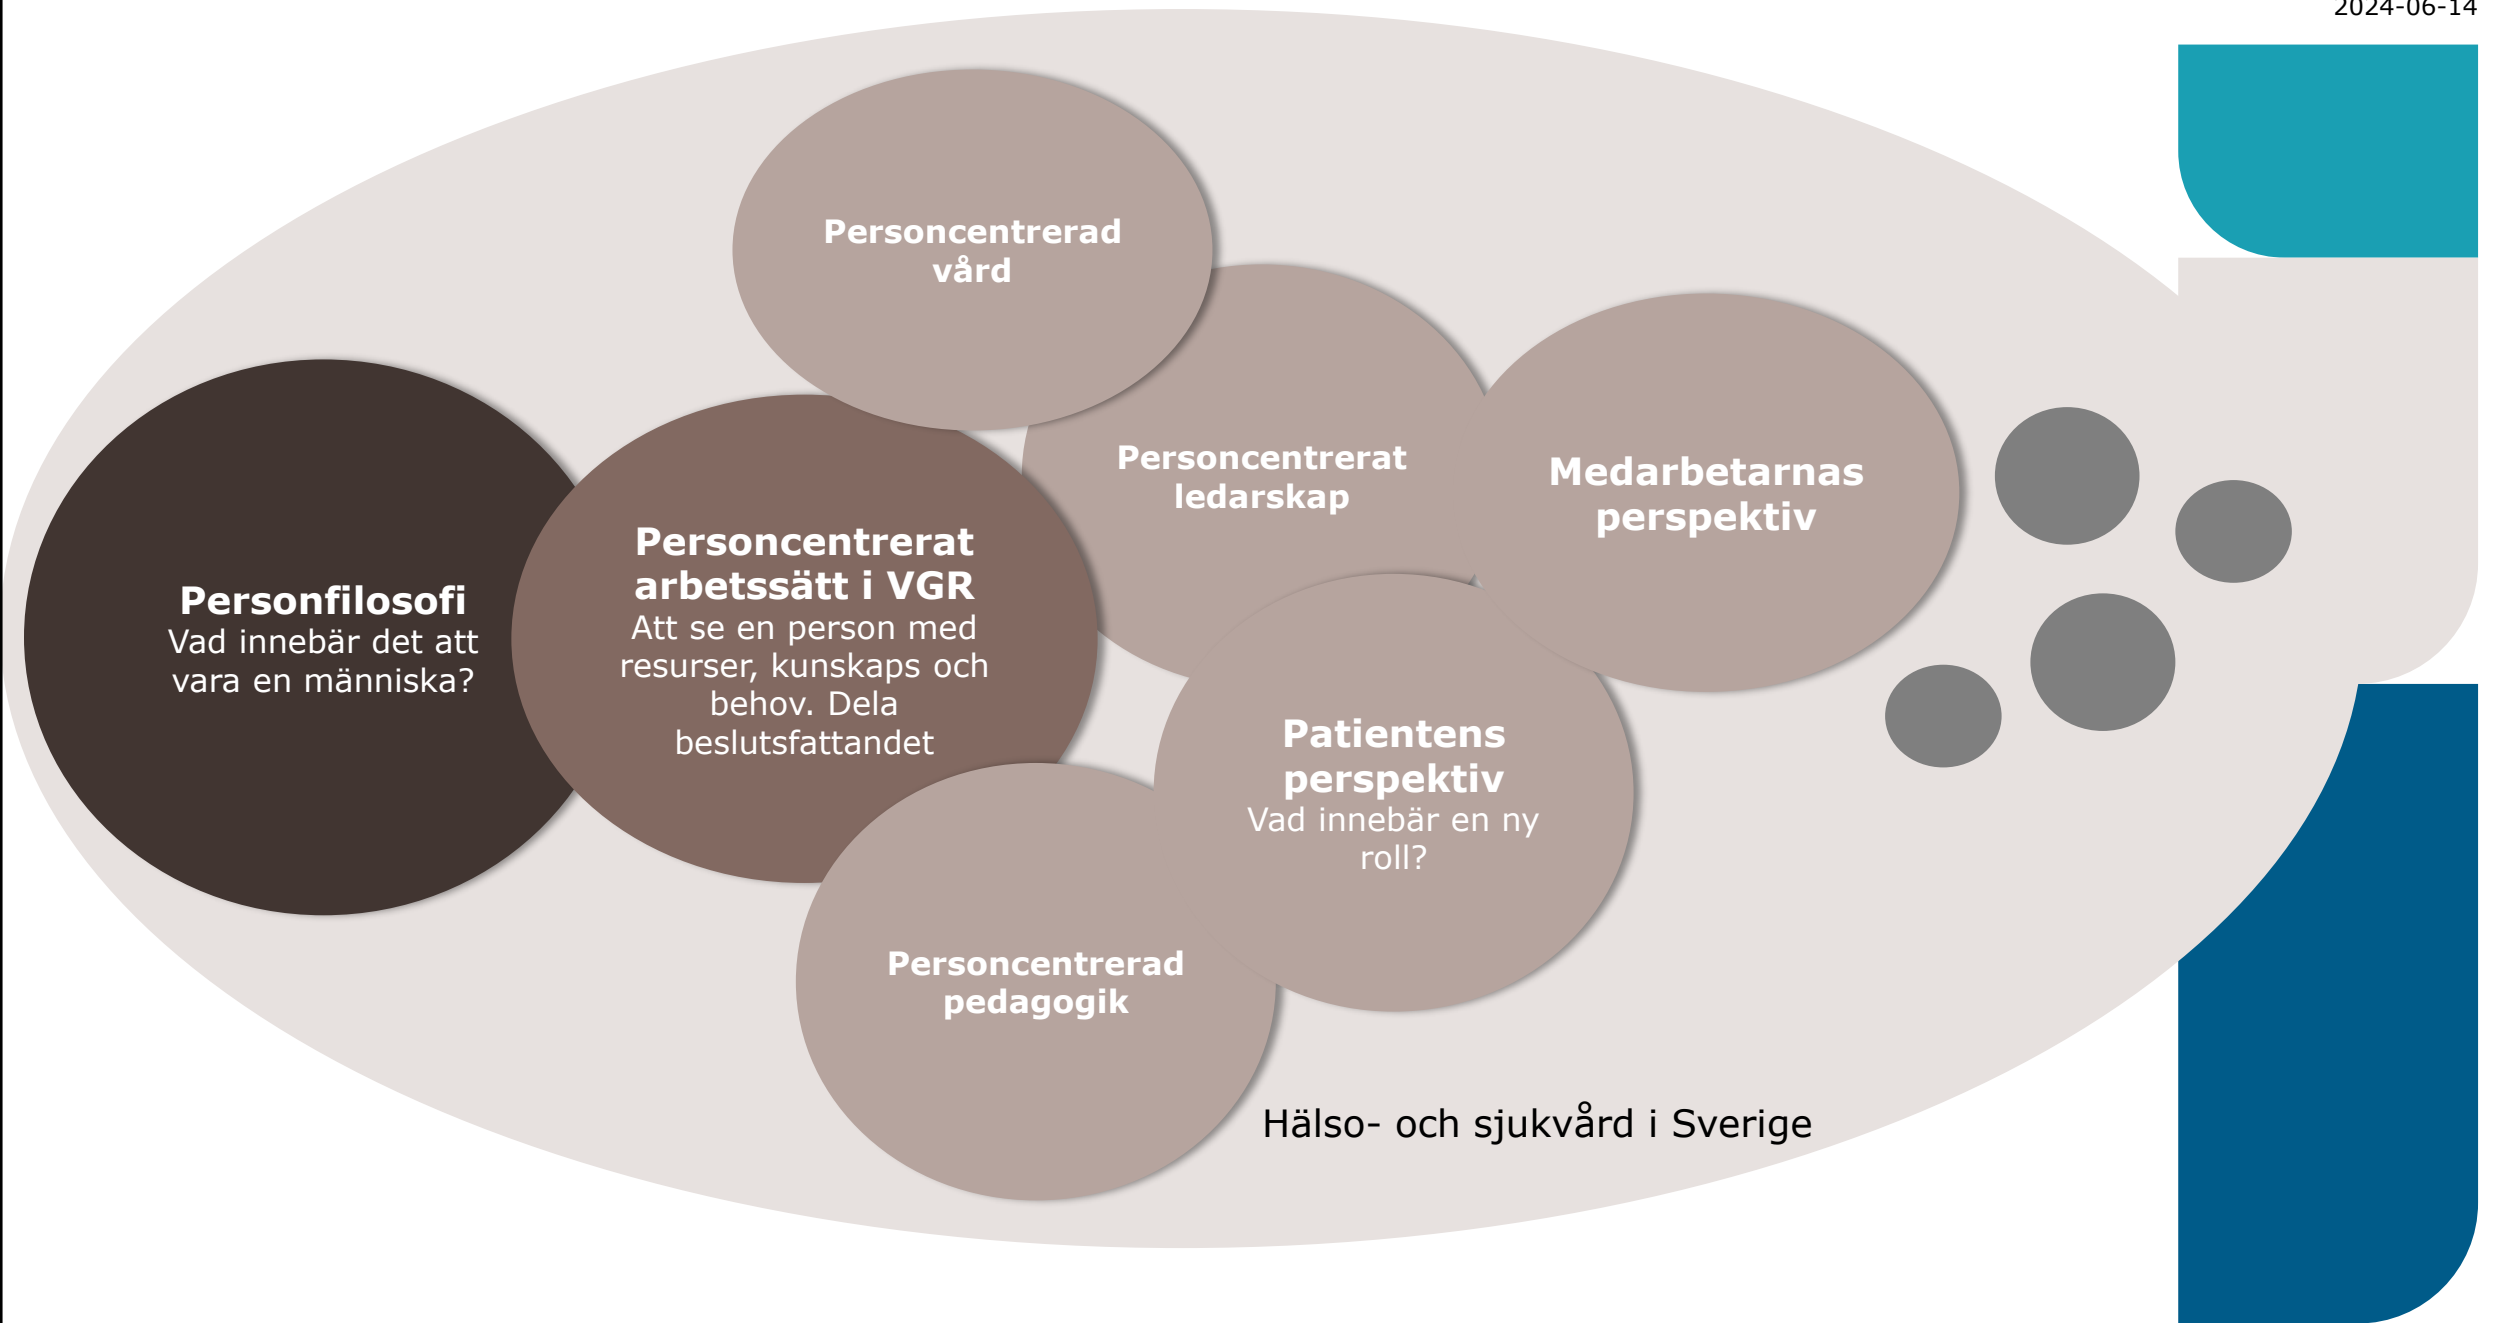 2024-06-14
Personcentrerad
vård
Personcentrerat
ledarskap
Medarbetarnas
perspektiv
Personfilosofi
Vad innebär det att
vara en människa?
Personcentrerat
arbetssätt i VGR
Att se en person med
resurser, kunskaps och
behov. Dela
beslutsfattandet
Patientens
perspektiv
Vad innebär en ny
roll?
Personcentrerad
pedagogik
Hälso- och sjukvård i Sverige